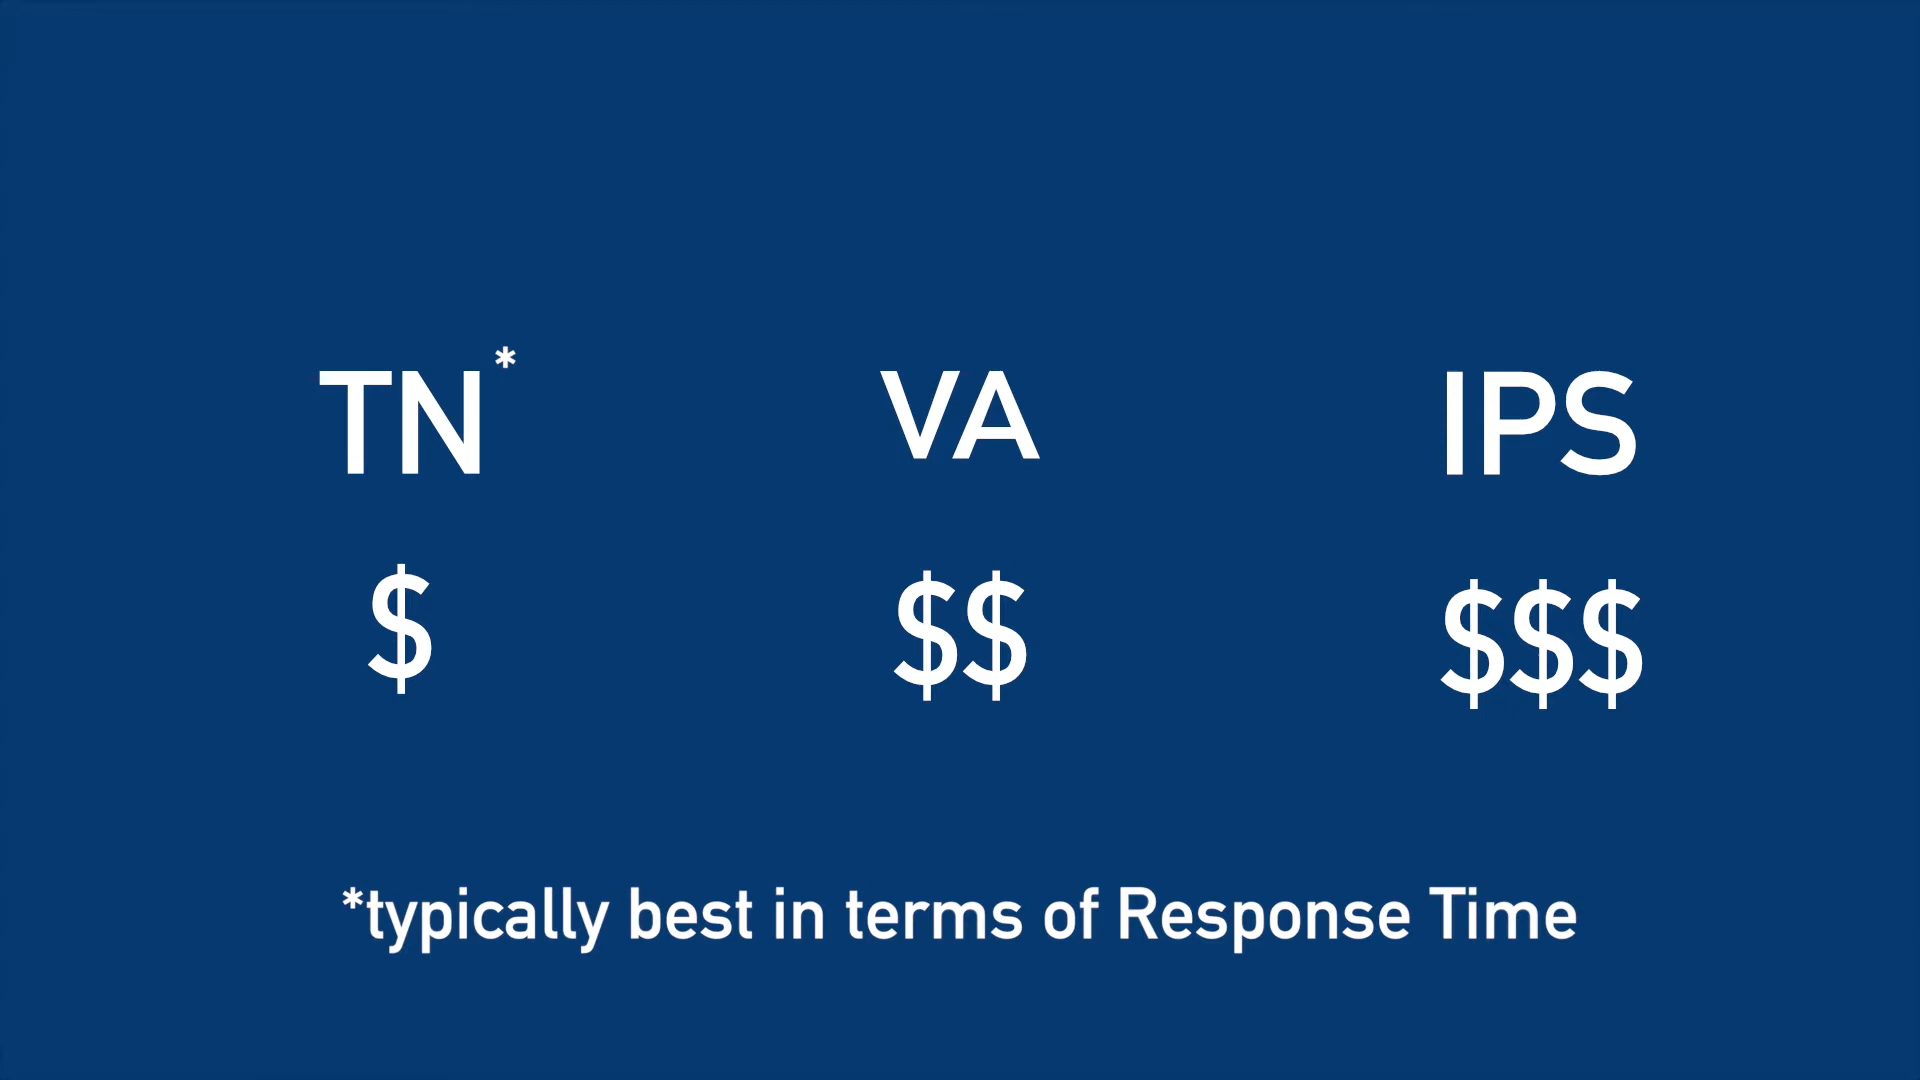 TN* VA IPS
$ $$ $$$
*typically best in terms of Response Time